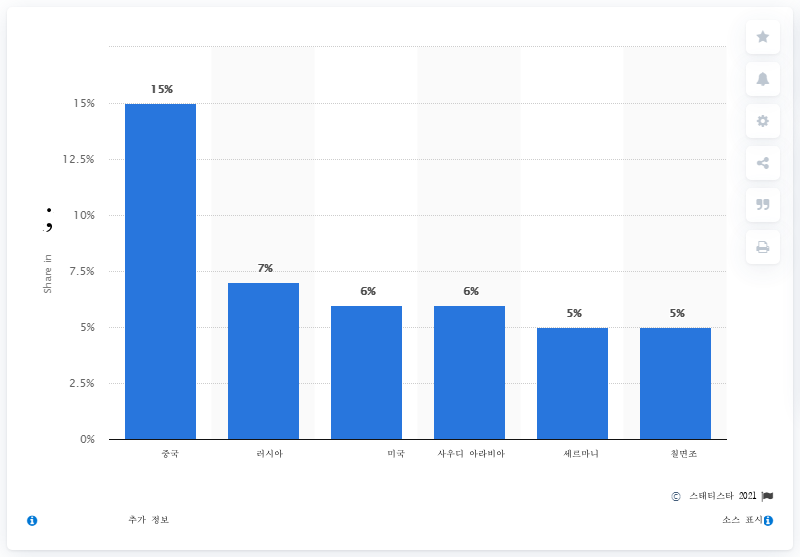 15%
7%
6%
6%
5%
5%
15%
12.5%
10%
7.5%
5%
2.5%
0%
Share in ;
중국
러시아
미국
사우디 아라비아
세르마니
칠면조
© 스태티스타 2021
추가 정보
소스 표시